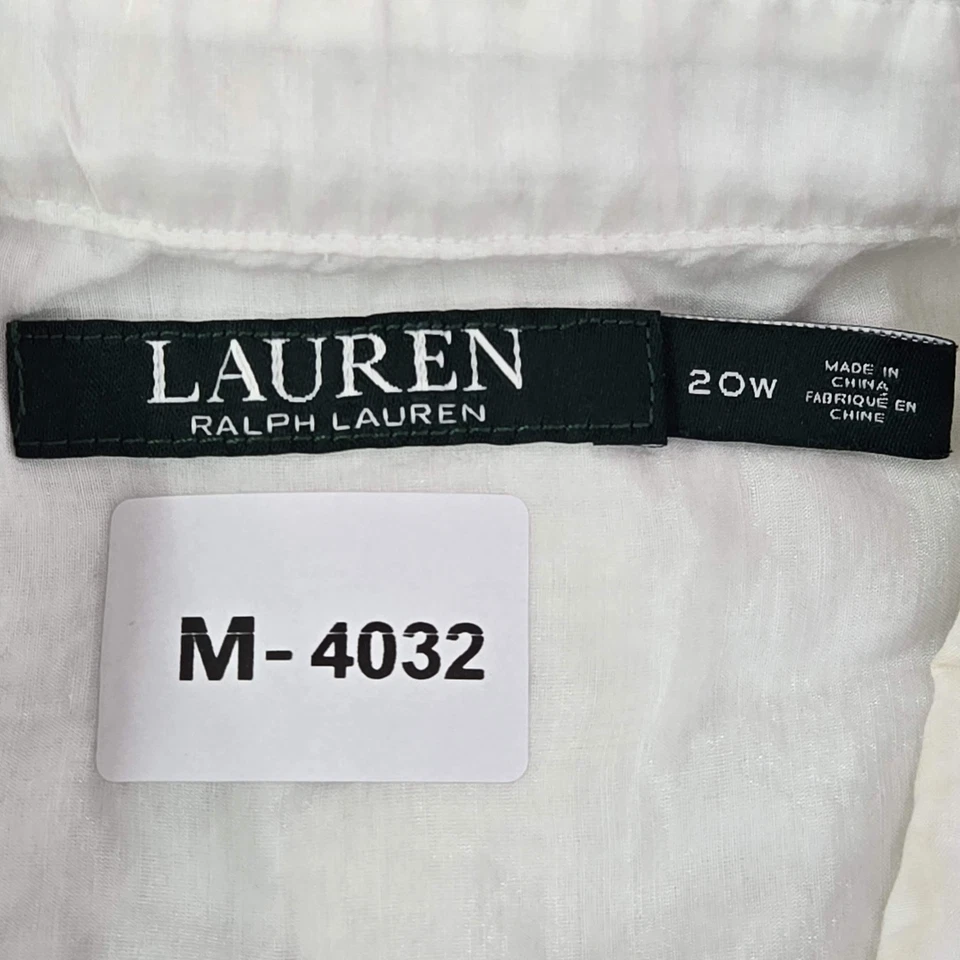 LAUREN
RALPH LAUREN
20W
MADE IN
CHINA
FABRIQUÉ EN
CHINE
M-4032